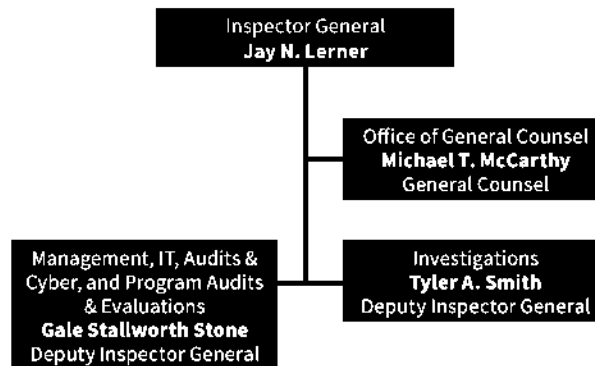 Inspector General
Jay N. Lerner
Office of General Counsel
Michael T. McCarthy
General Counsel
Management, IT, Audits &
Cyber, and Program Audits
& Evaluations
Gale Stallworth Stone
Deputy Inspector General
Investigations
Tyler A. Smith
Deputy Inspector General